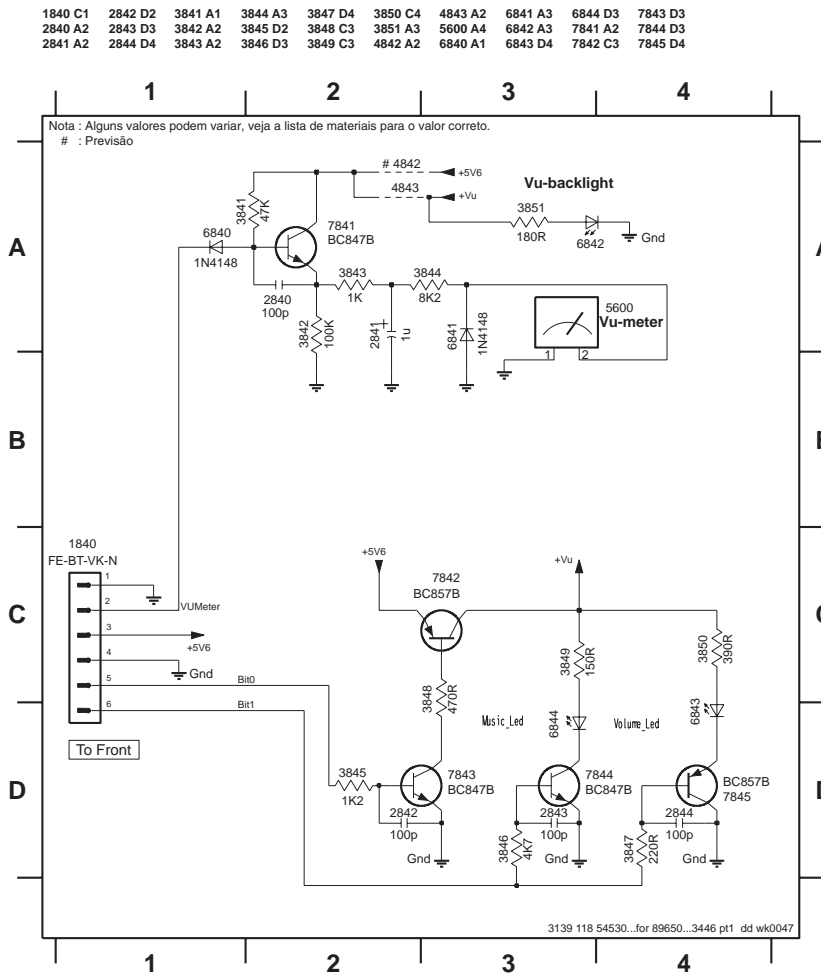 1840 C1 2842 D2 3841 A1 3844 A3 3847 D4 3850 C4 4843 A2 6841 A3 6844 D3 7843 D3
2840 A2 2843 D3 3842 A2 3845 D2 3848 C3 3851 A3 5600 A4 6842 A3 7841 A2 7844 D3
2841 A2 2844 D4 3843 A2 3846 D3 3849 C3 4842 A2 6840 A1 6843 D4 7842 C3 7845 D4
1 2 3 4
Nota : Alguns valores podem variar, veja a lista de materiais para o valor correto.
# : Previsão
# 4842
+5V6
4843
+Vu
Vu-backlight
3841
47K
3851
180R
6842
Gnd
7841
BC847B
6840
1N4148
A
A
2840
100p
3843
1K
3844
8K2
3842
100K
2841
+
1u
6841
1N4148
5600
Vu-meter
1 2
B
B
1840
FE-BT-VK-N
1
2
VUMeter
3
+5V6
4
Gnd
5
Bit0
6
Bit1
To Front
+5V6
7842
BC857B
+Vu
C
C
3848
470R
3849
150R
3850
390R
Music_Led
6844
Volume_Led
6843
D
D
3845
1K2
7843
BC847B
7844
BC847B
BC857B
7845
2842
100p
2843
100p
2844
100p
3846
4K7
3847
220R
Gnd
Gnd
Gnd
3139 118 54530...for 89650...3446 pt1 dd wk0047
1 2 3 4